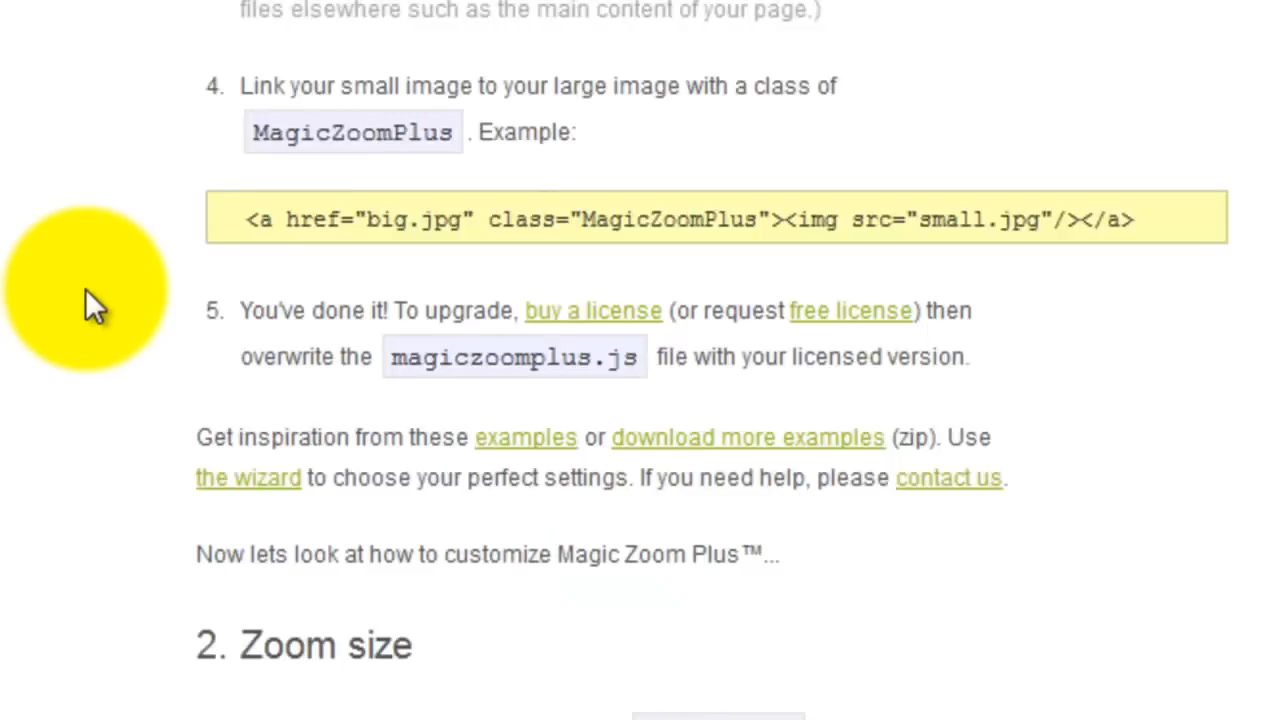 files elsewhere such as the main content of your page.)
4. Link your small image to your large image with a class of
MagicZoomPlus . Example:
<a href="big.jpg" class="MagicZoomPlus"><img src="small.jpg"/></a>
5. You've done it! To upgrade, buy a license (or request free license) then
overwrite the magiczoomplus.js file with your licensed version.
Get inspiration from these examples or download more examples (zip). Use
the wizard to choose your perfect settings. If you need help, please contact us.
Now lets look at how to customize Magic Zoom Plus™...
2. Zoom size